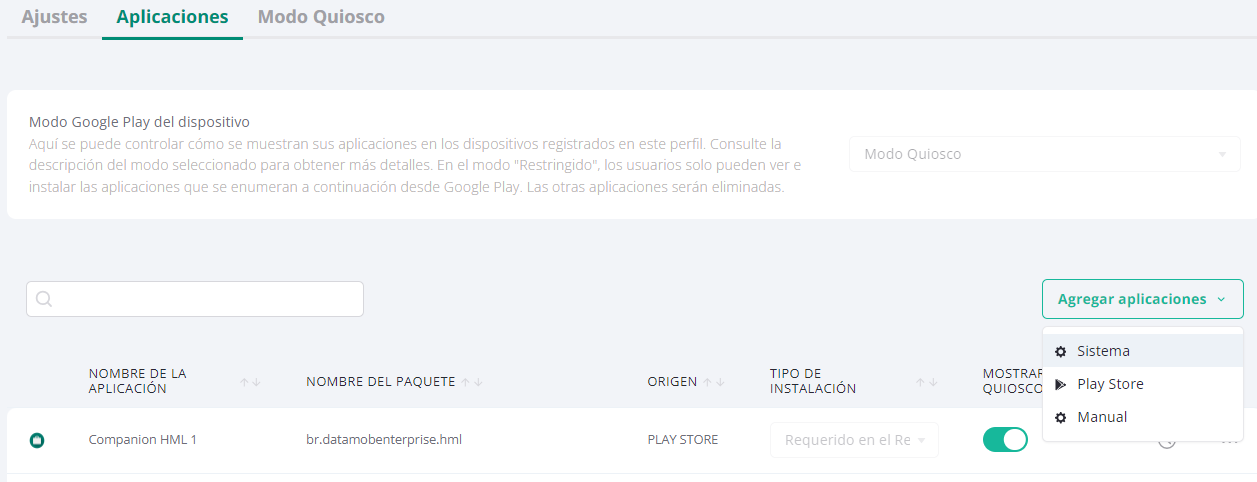 Ajustes Aplicaciones Modo Quiosco
Modo Google Play del dispositivo
Aquí se puede controlar cómo se muestran sus aplicaciones en los dispositivos registrados en este perfil. Consulte la
descripción del modo seleccionado para obtener más detalles. En el modo "Restringido", los usuarios solo pueden ver e
instalar las aplicaciones que se enumeran a continuación desde Google Play. Las otras aplicaciones serán eliminadas.
Modo Quiosco
Agregar aplicaciones
Sistema
Play Store
Manual
NOMBRE DE LA
APLICACIÓN
NOMBRE DEL PAQUETE
ORIGEN
TIPO DE
INSTALACIÓN
MOSTRAR
QUIOSCO
Companion HML 1
br.datamobenterprise.hml
PLAY STORE
Requerido en el Re